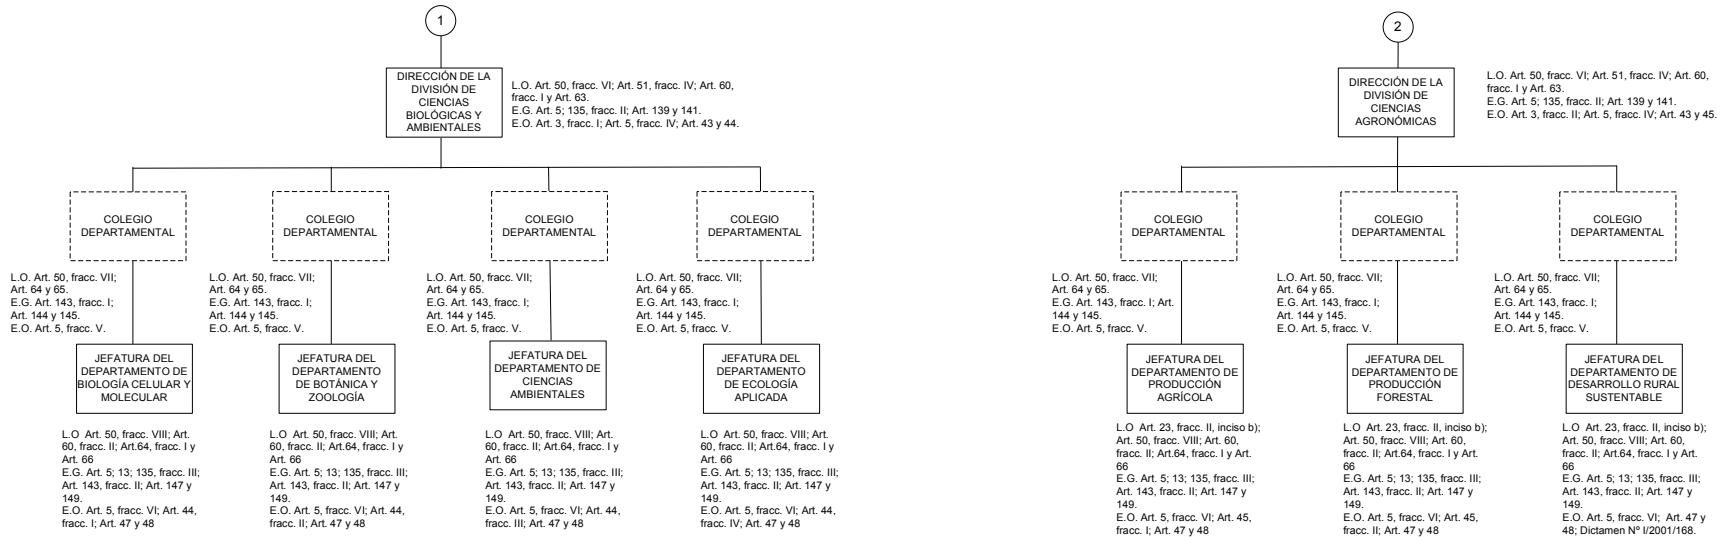 1
DIRECCIÓN DE LA
DIVISIÓN DE
CIENCIAS
BIOLÓGICAS Y
AMBIENTALES
L.O. Art. 50, fracc. VI; Art. 51, fracc. IV; Art. 60,
fracc. I y Art. 63.
E.G. Art. 5; 135, fracc. II; Art. 139 y 141.
E.O. Art. 3, fracc. I; Art. 5, fracc. IV; Art. 43 y 44.
COLEGIO
DEPARTAMENTAL
L.O. Art. 50, fracc. VII;
Art. 64 y 65.
E.G. Art. 143, fracc. I;
Art. 144 y 145.
E.O. Art. 5, fracc. V.
JEFATURA DEL
DEPARTAMENTO DE
BIOLOGÍA CELULAR Y
MOLECULAR
L.O Art. 50, fracc. VIII; Art.
60, fracc. II; Art.64, fracc. I y
Art. 66
E.G. Art. 5; 13; 135, fracc. III;
Art. 143, fracc. II; Art. 147 y
149.
E.O. Art. 5, fracc. VI; Art. 44,
fracc. I; Art. 47 y 48
COLEGIO
DEPARTAMENTAL
L.O. Art. 50, fracc. VII;
Art. 64 y 65.
E.G. Art. 143, fracc. I;
Art. 144 y 145.
E.O. Art. 5, fracc. V.
JEFATURA DEL
DEPARTAMENTO
DE BOTÁNICA Y
ZOOLOGÍA
L.O Art. 50, fracc. VIII; Art.
60, fracc. II; Art.64, fracc. I y
Art. 66
E.G. Art. 5; 13; 135, fracc. III;
Art. 143, fracc. II; Art. 147 y
149.
E.O. Art. 5, fracc. VI; Art. 44,
fracc. II; Art. 47 y 48
COLEGIO
DEPARTAMENTAL
L.O. Art. 50, fracc. VII;
Art. 64 y 65.
E.G. Art. 143, fracc. I;
Art. 144 y 145.
E.O. Art. 5, fracc. V.
JEFATURA DEL
DEPARTAMENTO DE
CIENCIAS
AMBIENTALES
L.O Art. 50, fracc. VIII; Art.
60, fracc. II; Art.64, fracc. I y
Art. 66
E.G. Art. 5; 13; 135, fracc. III;
Art. 143, fracc. II; Art. 147 y
149.
E.O. Art. 5, fracc. VI; Art. 44,
fracc. III; Art. 47 y 48
COLEGIO
DEPARTAMENTAL
L.O. Art. 50, fracc. VII;
Art. 64 y 65.
E.G. Art. 143, fracc. I;
Art. 144 y 145.
E.O. Art. 5, fracc. V.
JEFATURA DEL
DEPARTAMENTO
DE ECOLOGÍA
APLICADA
L.O Art. 50, fracc. VIII; Art.
60, fracc. II; Art.64, fracc. I y
Art. 66
E.G. Art. 5; 13; 135, fracc. III;
Art. 143, fracc. II; Art. 147 y
149.
E.O. Art. 5, fracc. VI; Art. 44,
fracc. IV; Art. 47 y 48
2
DIRECCIÓN DE LA
DIVISIÓN DE
CIENCIAS
AGRONÓMICAS
L.O. Art. 50, fracc. VI; Art. 51, fracc. IV; Art. 60,
fracc. I y Art. 63.
E.G. Art. 5; 135, fracc. II; Art. 139 y 141.
E.O. Art. 3, fracc. II; Art. 5, fracc. IV; Art. 43 y 45.
COLEGIO
DEPARTAMENTAL
L.O. Art. 50, fracc. VII;
Art. 64 y 65.
E.G. Art. 143, fracc. I; Art.
144 y 145.
E.O. Art. 5, fracc. V.
JEFATURA DEL
DEPARTAMENTO DE
PRODUCCIÓN
AGRÍCOLA
L.O Art. 23, fracc. II, inciso b);
Art. 50, fracc. VIII; Art. 60,
fracc. II; Art.64, fracc. I y Art.
66
E.G. Art. 5; 13; 135, fracc. III;
Art. 143, fracc. II; Art. 147 y
149.
E.O. Art. 5, fracc. VI; Art. 45,
fracc. I; Art. 47 y 48
COLEGIO
DEPARTAMENTAL
L.O. Art. 50, fracc. VII;
Art. 64 y 65.
E.G. Art. 143, fracc. I;
Art. 144 y 145.
E.O. Art. 5, fracc. V.
JEFATURA DEL
DEPARTAMENTO DE
PRODUCCIÓN
FORESTAL
L.O Art. 23, fracc. II, inciso b);
Art. 50, fracc. VIII; Art. 60,
fracc. II; Art.64, fracc. I y Art.
66
E.G. Art. 5; 13; 135, fracc. III;
Art. 143, fracc. II; Art. 147 y
149.
E.O. Art. 5, fracc. VI; Art. 45,
fracc. II; Art. 47 y 48
COLEGIO
DEPARTAMENTAL
L.O. Art. 50, fracc. VII;
Art. 64 y 65.
E.G. Art. 143, fracc. I;
Art. 144 y 145.
E.O. Art. 5, fracc. V.
JEFATURA DEL
DEPARTAMENTO DE
DESARROLLO RURAL
SUSTENTABLE
L.O Art. 23, fracc. II, inciso b);
Art. 50, fracc. VIII; Art. 60,
fracc. II; Art.64, fracc. I y Art.
66
E.G. Art. 5; 13; 135, fracc. III;
Art. 143, fracc. II; Art. 147 y
149.
E.O. Art. 5, fracc. VI; Art. 47 y
48; Dictamen Nº I/2001/168.